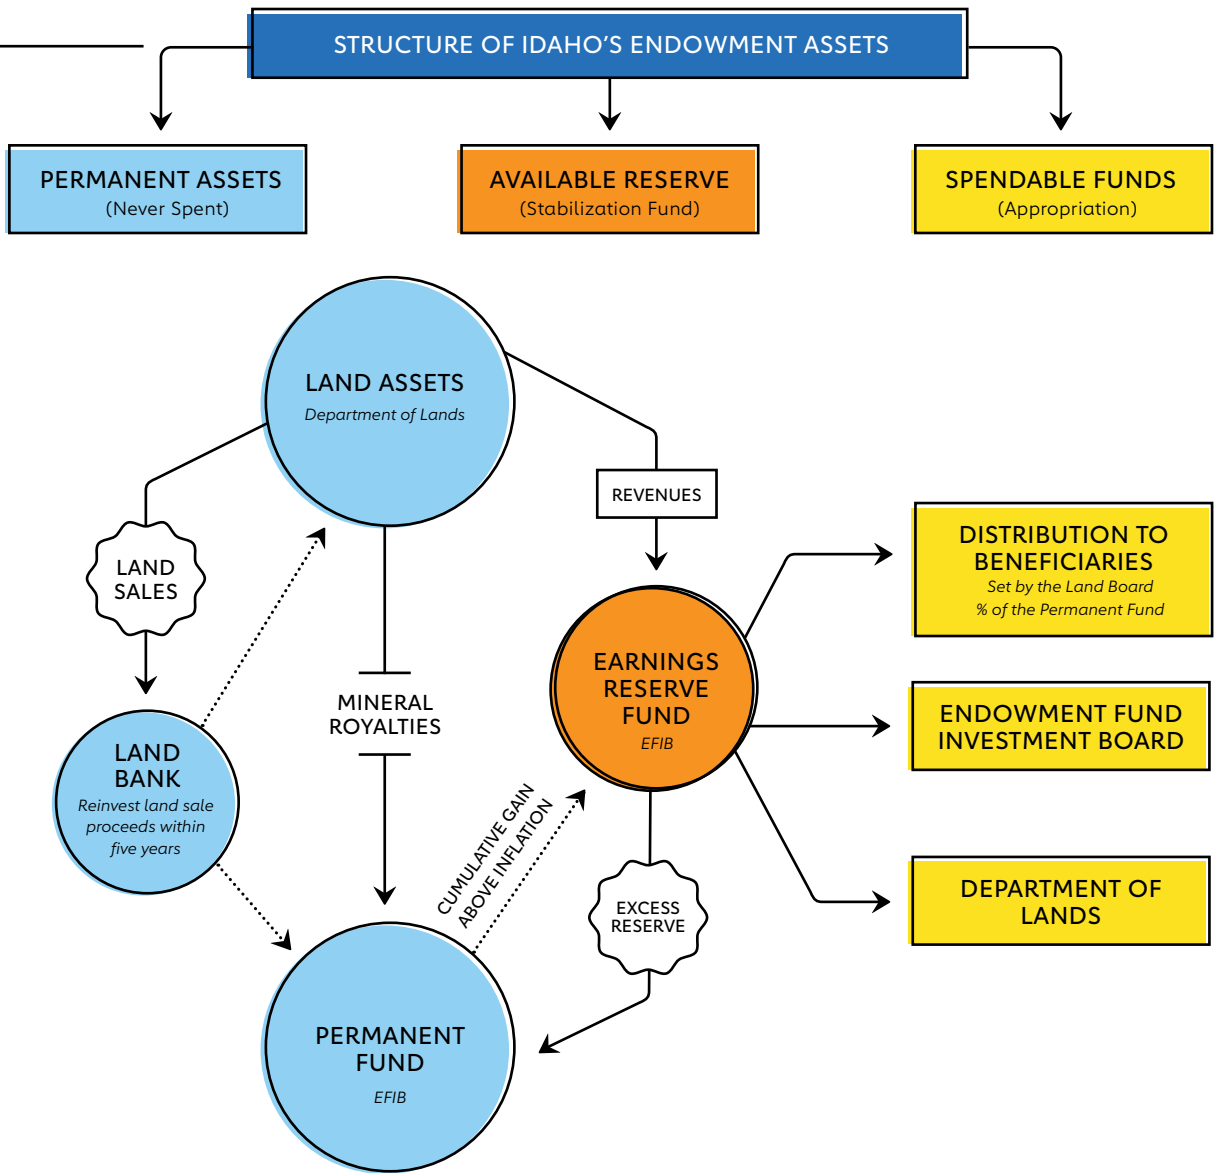 STRUCTURE OF IDAHO'S ENDOWMENT ASSETS
PERMANENT ASSETS
(Never Spent)
AVAILABLE RESERVE
(Stabilization Fund)
SPENDABLE FUNDS
(Appropriation)
LAND ASSETS
Department of Lands
REVENUES
LAND
SALES
DISTRIBUTION TO
BENEFICIARIES
Set by the Land Board
% of the Permanent Fund
EARNINGS
RESERVE
FUND
EFIB
MINERAL
ROYALTIES
ENDOWMENT FUND
INVESTMENT BOARD
LAND
BANK
Reinvest land sale
proceeds within
five years
CUMULATIVE GAIN
ABOVE INFLATION
EXCESS
RESERVE
DEPARTMENT OF
LANDS
PERMANENT
FUND
EFIB